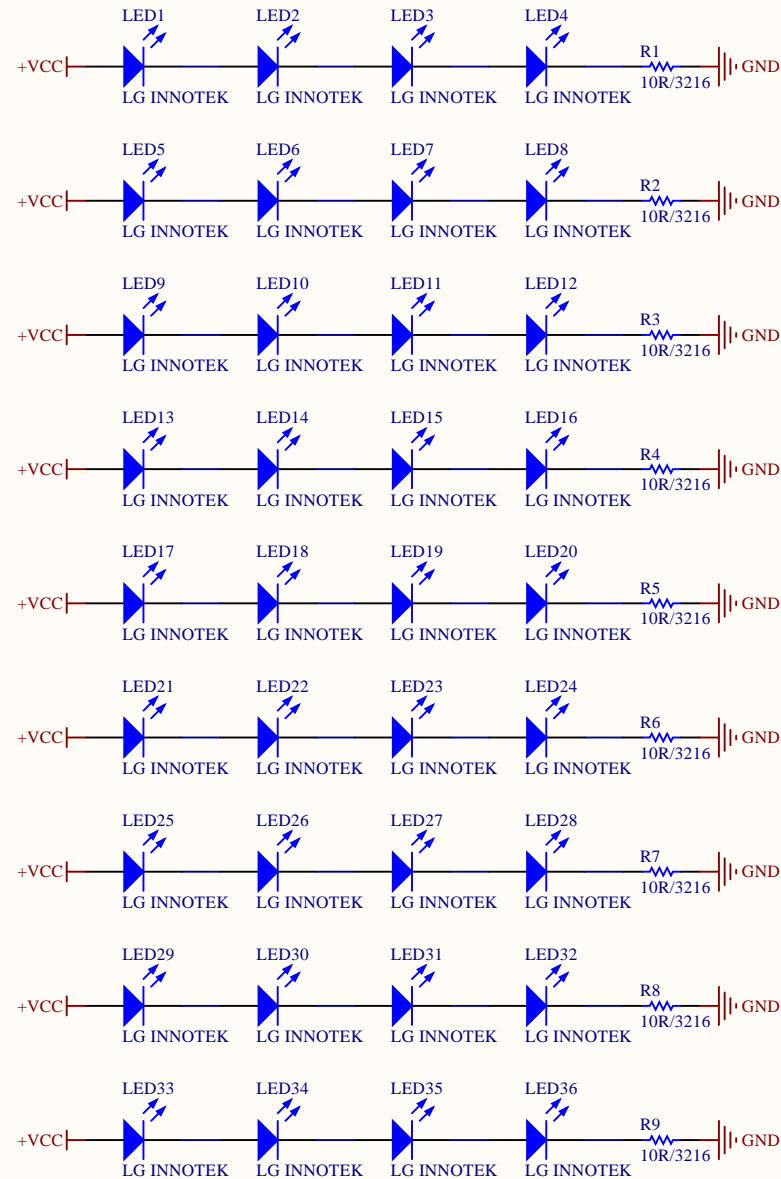 LED1 LED2 LED3 LED4
R1
+VCC GND
10R/3216
LG INNOTEK LG INNOTEK LG INNOTEK LG INNOTEK
LED5 LED6 LED7 LED8
R2
+VCC GND
10R/3216
LG INNOTEK LG INNOTEK LG INNOTEK LG INNOTEK
LED9 LED10 LED11 LED12
R3
+VCC GND
10R/3216
LG INNOTEK LG INNOTEK LG INNOTEK LG INNOTEK
LED13 LED14 LED15 LED16
R4
+VCC GND
10R/3216
LG INNOTEK LG INNOTEK LG INNOTEK LG INNOTEK
LED17 LED18 LED19 LED20
R5
+VCC GND
10R/3216
LG INNOTEK LG INNOTEK LG INNOTEK LG INNOTEK
LED21 LED22 LED23 LED24
R6
+VCC GND
10R/3216
LG INNOTEK LG INNOTEK LG INNOTEK LG INNOTEK
LED25 LED26 LED27 LED28
R7
+VCC GND
10R/3216
LG INNOTEK LG INNOTEK LG INNOTEK LG INNOTEK
LED29 LED30 LED31 LED32
R8
+VCC GND
10R/3216
LG INNOTEK LG INNOTEK LG INNOTEK LG INNOTEK
LED33 LED34 LED35 LED36
R9
+VCC GND
10R/3216
LG INNOTEK LG INNOTEK LG INNOTEK LG INNOTEK